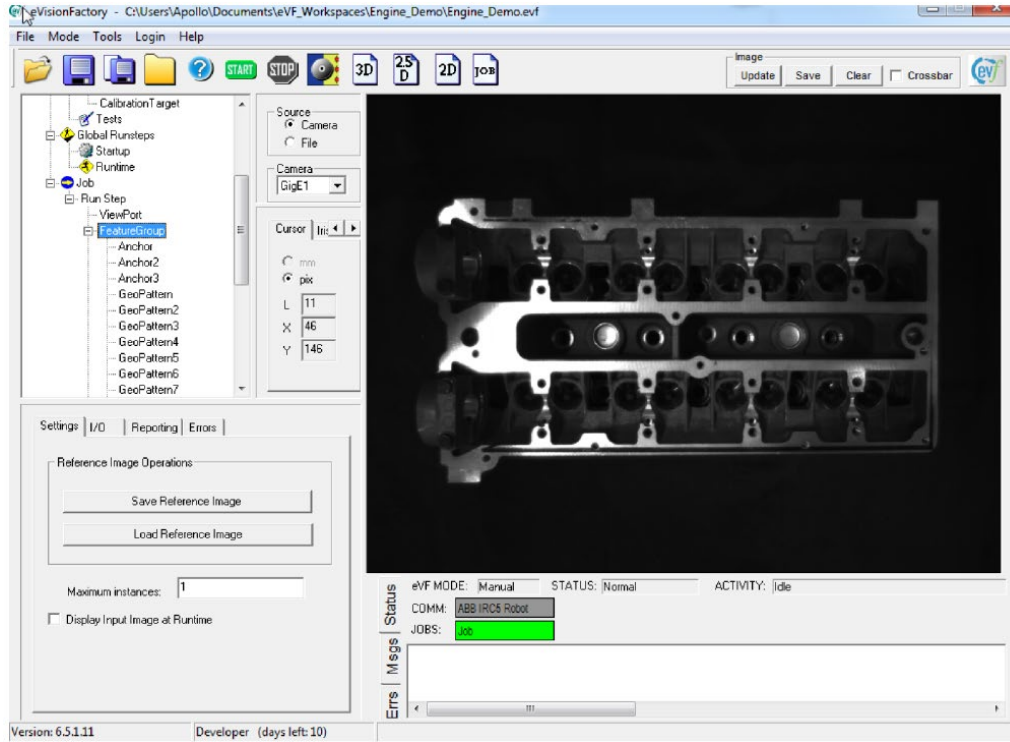 eVisionFactory - C:\Users\Apollo\Documents\eVF_Workspaces\Engine_Demo\Engine_Demo.evf
File Mode Tools Login Help
START STOP 3D 2.5 D 2D JOB
Image
Update Save Clear Crossbar
eVf
CalibrationTarget
Tests
Global Runsteps
Startup
Runtime
Job
Run Step
ViewPort
FeatureGroup
Anchor
Anchor2
Anchor3
GeoPattern
GeoPattern2
GeoPattern3
GeoPattern4
GeoPattern5
GeoPattern6
GeoPattern7
Source
Camera
File
Camera
GigE1
Cursor Iri
mm
pix
L 11
X 46
Y 146
Settings I/O Reporting Errors
Reference Image Operations
Save Reference Image
Load Reference Image
Maximum instances: 1
Display Input Image at Runtime
Status
Msgs
Errs
eVF MODE: Manual STATUS: Normal ACTIVITY: Idle
COMM: ABB IRC5 Robot
JOBS: Job
Version: 6.5.1.11 Developer (days left: 10)